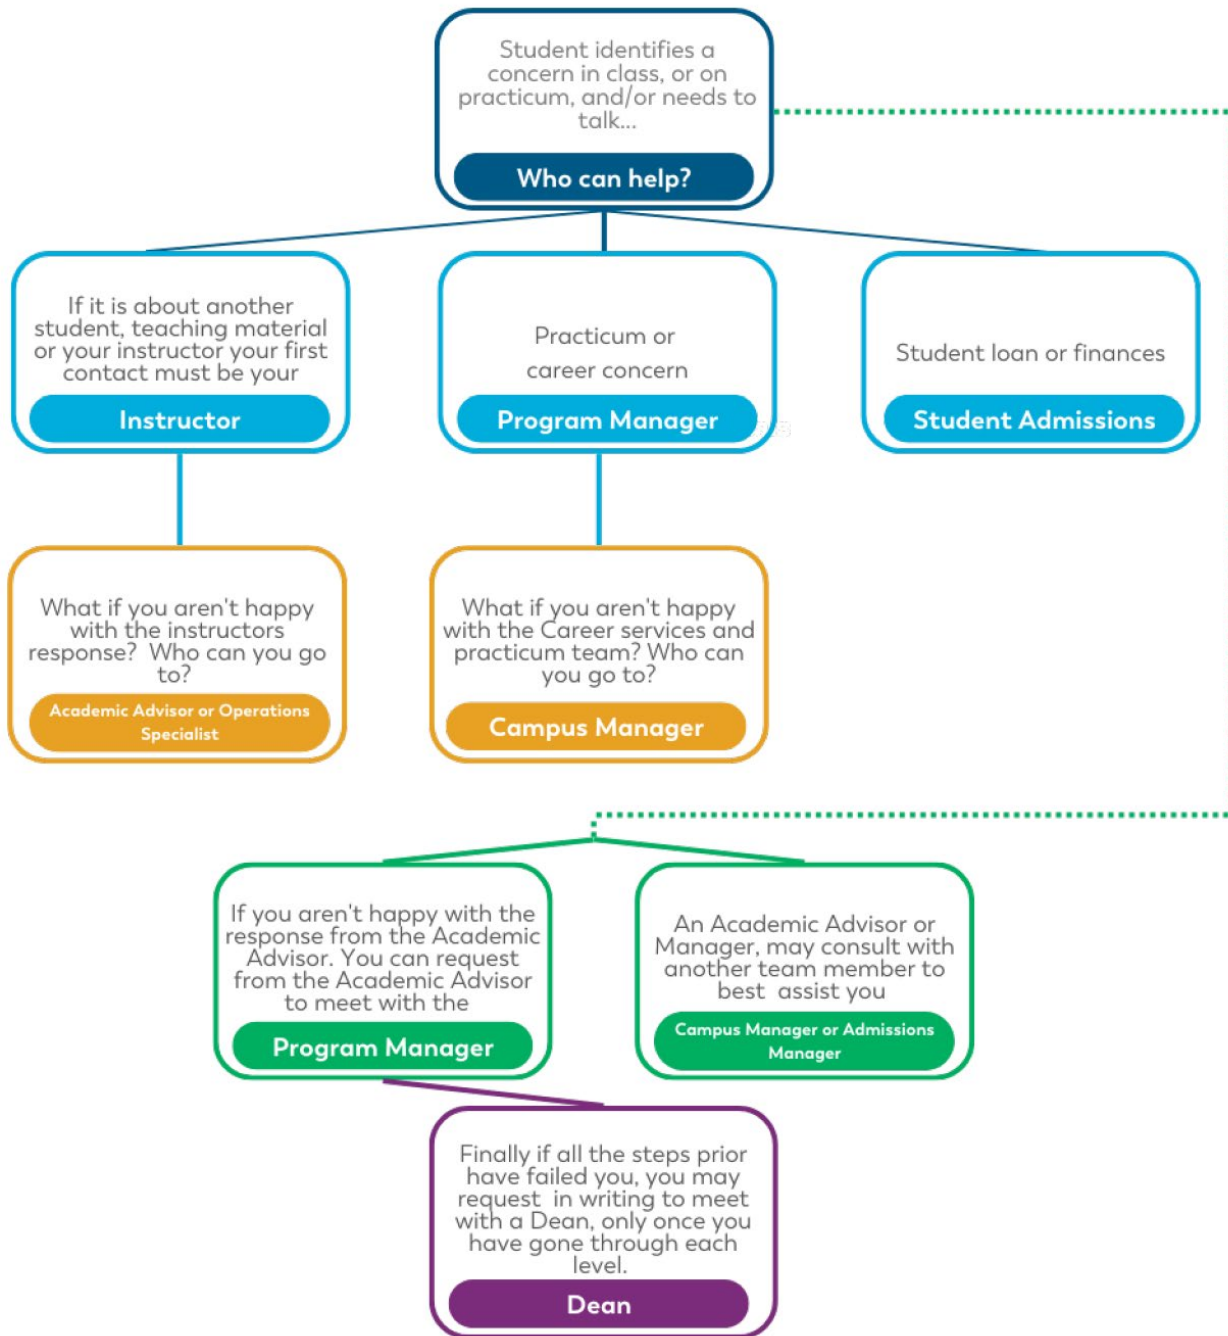 Student identifies a
concern in class, or on
practicum, and/or needs to
talk...
Who can help?
If it is about another
student, teaching material
or your instructor your first
contact must be your
Instructor
Practicum or
career concern
Program Manager
Student loan or finances
Student Admissions
What if you aren't happy
with the instructors
response? Who can you go
to?
Academic Advisor or Operations
Specialist
What if you aren't happy
with the Career services and
practicum team? Who can
you go to?
Campus Manager
If you aren't happy with the
response from the Academic
Advisor. You can request
from the Academic Advisor
to meet with the
Program Manager
An Academic Advisor or
Manager, may consult with
another team member to
best assist you
Campus Manager or Admissions
Manager
Finally if all the steps prior
have failed you, you may
request in writing to meet
with a Dean, only once you
have gone through each
level.
Dean